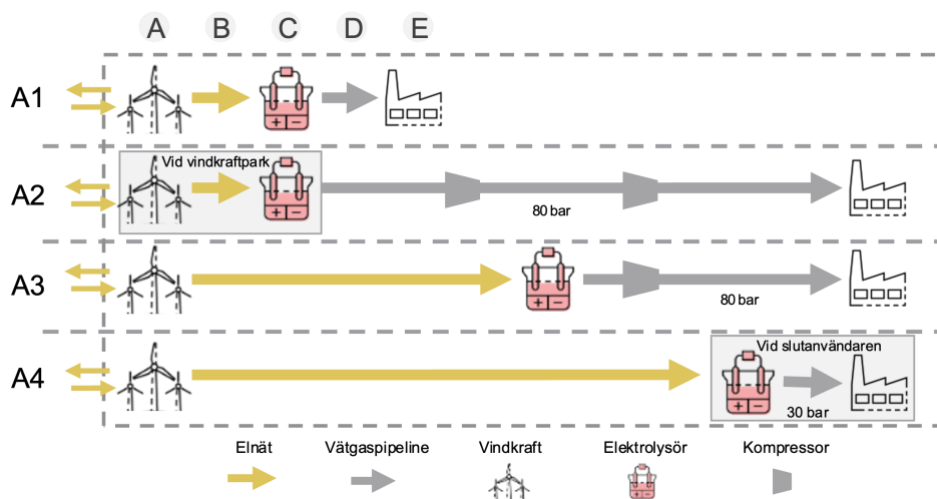 A B C D E
A1
+ −
A2
Vid vindkraftpark
+ −
80 bar
A3
+ −
80 bar
A4
Vid slutanvändaren
+ −
30 bar
Elnät Vätgaspipeline Vindkraft Elektrolysör Kompressor
+ −